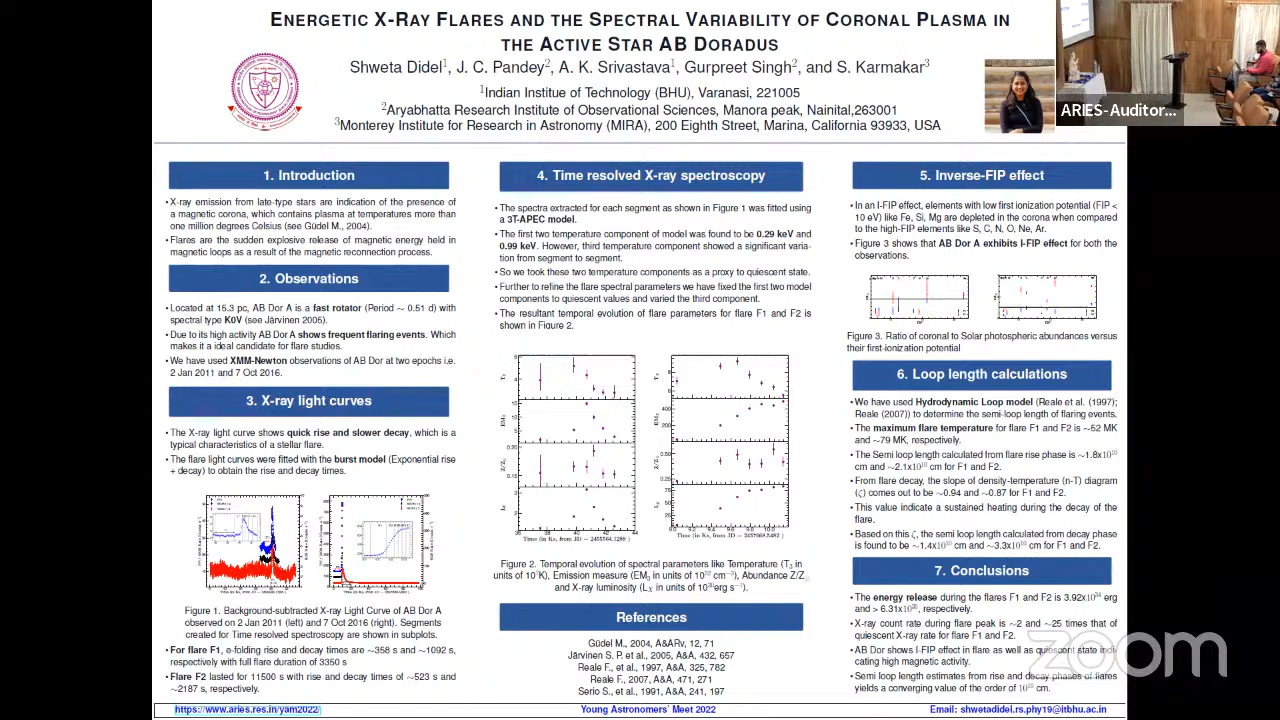 ENERGETIC X-RAY FLARES AND THE SPECTRAL VARIABILITY OF CORONAL PLASMA IN
THE ACTIVE STAR AB DORADUS
Shweta Didel1, J. C. Pandey2, A. K. Srivastava1, Gurpreet Singh2, and S. Karmakar3
1Indian Institue of Technology (BHU), Varanasi, 221005
2Aryabhatta Research Institute of Observational Sciences, Manora peak, Nainital,263001
3Monterey Institute for Research in Astronomy (MIRA), 200 Eighth Street, Marina, California 93933, USA
ARIES-Auditor...
1. Introduction
•X-ray emission from late-type stars are indication of the presence of
a magnetic corona, which contains plasma at temperatures more than
one million degrees Celsius (see Güdel M., 2004).
•Flares are the sudden explosive release of magnetic energy held in
magnetic loops as a result of the magnetic reconnection process.
2. Observations
•Located at 15.3 pc, AB Dor A is a fast rotator (Period ~ 0.51 d) with
spectral type K0V (see Järvinen 2005).
•Due to its high activity AB Dor A shows frequent flaring events. Which
makes it a ideal candidate for flare studies.
•We have used XMM-Newton observations of AB Dor at two epochs i.e.
2 Jan 2011 and 7 Oct 2016.
3. X-ray light curves
•The X-ray light curve shows quick rise and slower decay, which is a
typical characteristics of a stellar flare.
•The flare light curves were fitted with the burst model (Exponential rise
+ decay) to obtain the rise and decay times.
Figure 1. Background-subtracted X-ray Light Curve of AB Dor A
observed on 2 Jan 2011 (left) and 7 Oct 2016 (right). Segments
created for Time resolved spectroscopy are shown in subplots.
•For flare F1, e-folding rise and decay times are ~358 s and ~1092 s,
respectively with full flare duration of 3350 s
•Flare F2 lasted for 11500 s with rise and decay times of ~523 s and
~2187 s, respectively.
4. Time resolved X-ray spectroscopy
•The spectra extracted for each segment as shown in Figure 1 was fitted using
a 3T-APEC model.
•The first two temperature component of model was found to be 0.29 keV and
0.99 keV. However, third temperature component showed a significant varia-
tion from segment to segment.
•So we took these two temperature components as a proxy to quiescent state.
•Further to refine the flare spectral parameters we have fixed the first two model
components to quiescent values and varied the third component.
•The resultant temporal evolution of flare parameters for flare F1 and F2 is
shown in Figure 2.
Figure 2. Temporal evolution of spectral parameters like Temperature (T3 in
units of 10⁷K), Emission measure (EM3 in units of 10⁵² cm⁻³), Abundance Z/Z
and X-ray luminosity (LX in units of erg s⁻¹).
References
Güdel M., 2004, A&ARv, 12, 71
Järvinen S. P. et al., 2005, A&A, 432, 657
Reale F., et al., 1997, A&A, 325, 782
Reale F., 2007, A&A, 471, 271
Serio S., et al., 1991, A&A, 241, 197
5. Inverse-FIP effect
•In an I-FIP effect, elements with low first ionization potential (FIP <
10 eV) like Fe, Si, Mg are depleted in the corona when compared
to the high-FIP elements like S, C, N, O, Ne, Ar.
•Figure 3 shows that AB Dor A exhibits I-FIP effect for both the
observations.
Figure 3. Ratio of coronal to Solar photospheric abundances versus
their first-ionization potential
6. Loop length calculations
•We have used Hydrodynamic Loop model (Reale et al. (1997);
Reale (2007)) to determine the semi-loop length of flaring events.
•The maximum flare temperature for flare F1 and F2 is ~62 MK
and ~79 MK, respectively.
•The Semi loop length calculated from flare rise phase is ~1.8x10¹⁰
cm and ~2.1x10¹⁰ cm for F1 and F2.
•From flare decay, the slope of density-temperature (n-T) diagram
(ζ) comes out to be ~0.94 and ~0.87 for F1 and F2.
•This value indicate a sustained heating during the decay of the
flare.
•Based on this ζ, the semi loop length calculated from decay phase
is found to be ~1.4x10¹⁰ cm and ~3.3x10¹⁰ cm for F1 and F2.
7. Conclusions
•The energy release during the flares F1 and F2 is 3.92x10³⁴ erg
and > , respectively.
•X-ray count rate during flare peak is ~2 and ~25 times that of
quiescent X-ray rate for flare F1 and F2.
•AB Dor shows I-FIP effect in flare as well as quiescent state indi-
cating high magnetic activity.
•Semi loop length estimates from rise and decay phases of flares
yields a converging value of the order of 10¹⁰ cm.
zoom
https://www.aries.res.in/yam2022/
Young Astronomers' Meet 2022
Email: shwetadidel.rs.phy19@itbhu.ac.in